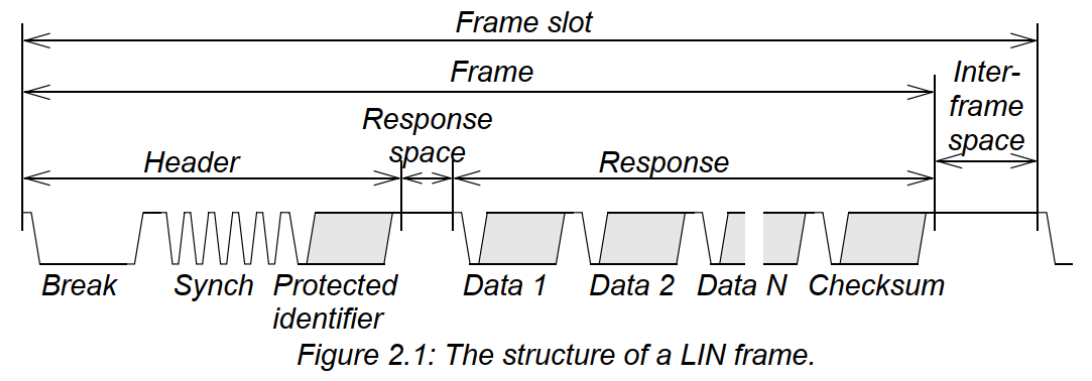 Frame slot
Frame
Inter-
frame
space
Response
space
Header
Response
Break
Synch
Protected
identifier
Data 1
Data 2
Data N
Checksum
Figure 2.1: The structure of a LIN frame.